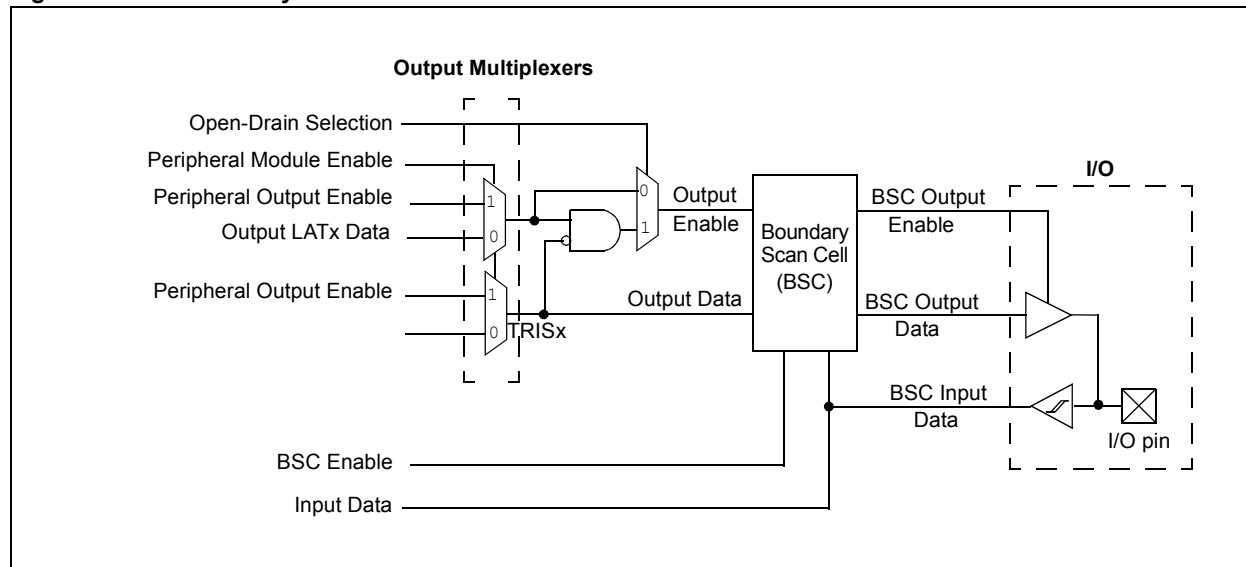 Output Multiplexers
Open-Drain Selection
Peripheral Module Enable
Peripheral Output Enable
Output LATx Data
Peripheral Output Enable
1
0
1
0
TRISx
0
1
Output
Enable
Output Data
Boundary
Scan Cell
(BSC)
BSC Output
Enable
BSC Output
Data
BSC Input
Data
I/O
I/O pin
BSC Enable
Input Data